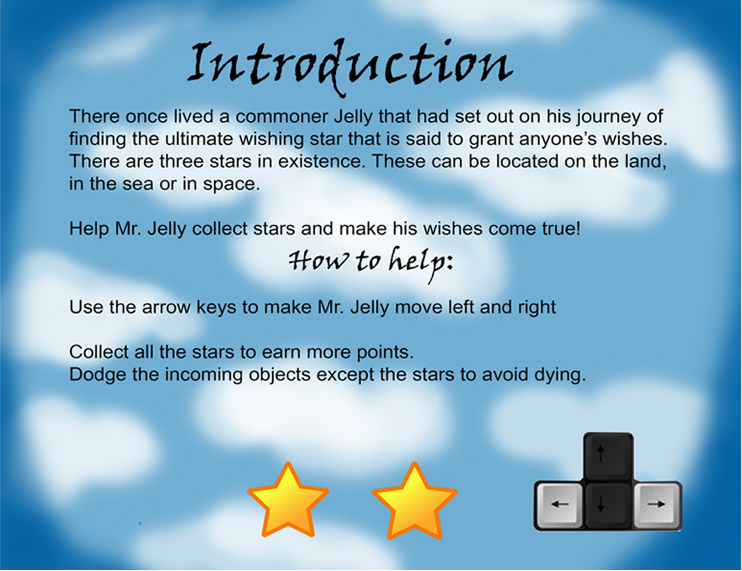 Introduction
There once lived a commoner Jelly that had set out on his journey of
finding the ultimate wishing star that is said to grant anyone’s wishes.
There are three stars in existence. These can be located on the land,
in the sea or in space.
Help Mr. Jelly collect stars and make his wishes come true!
How to help:
Use the arrow keys to make Mr. Jelly move left and right
Collect all the stars to earn more points.
Dodge the incoming objects except the stars to avoid dying.